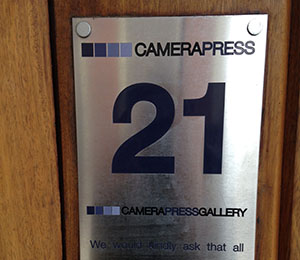 CAMERAPRESS
21
CAMERAPRESSGALLERY
We would kindly ask that all